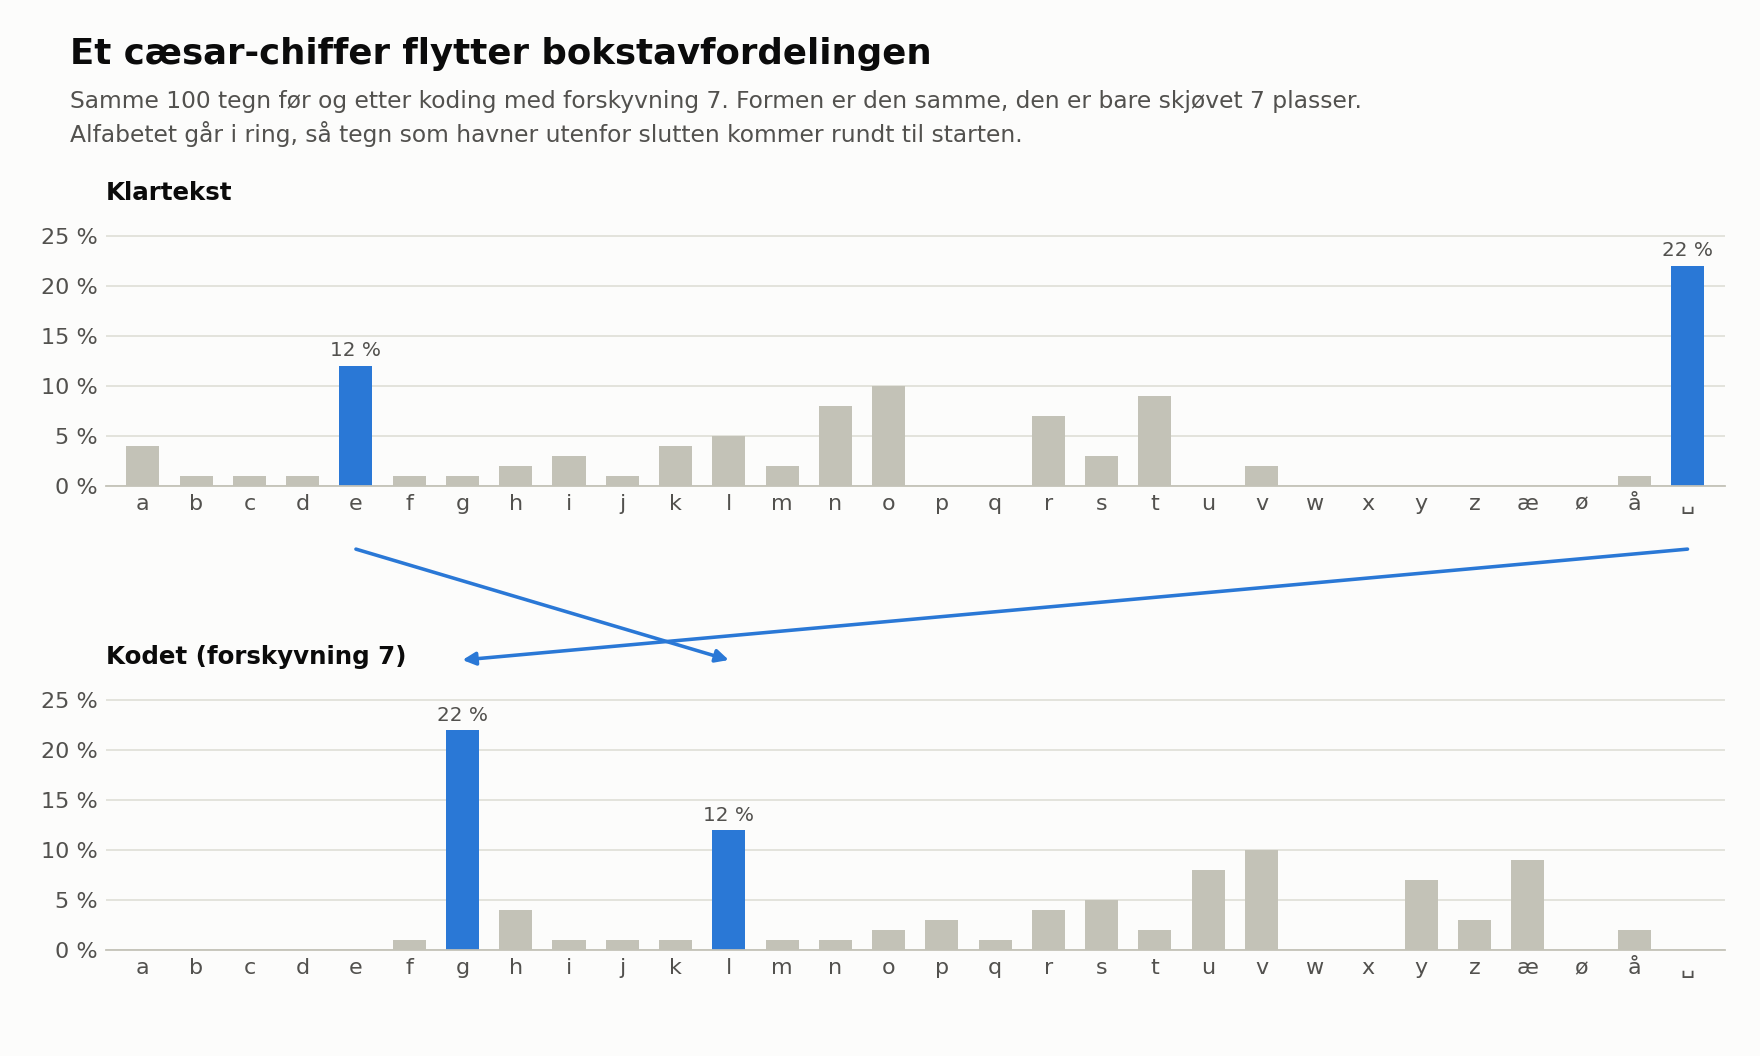 Et cæsar-chiffer flytter bokstavfordelingen
Samme 100 tegn før og etter koding med forskyvning 7. Formen er den samme, den er bare skjøvet 7 plasser.
Alfabetet går i ring, så tegn som havner utenfor slutten kommer rundt til starten.
Klartekst
25 %
22 %
20 %
15 %
12 %
10 %
5 %
0 %
a b c d e f g h i j k l m n o p q r s t u v w x y z æ ø å ␣
Kodet (forskyvning 7)
25 %
22 %
20 %
15 %
12 %
10 %
5 %
0 %
a b c d e f g h i j k l m n o p q r s t u v w x y z æ ø å ␣